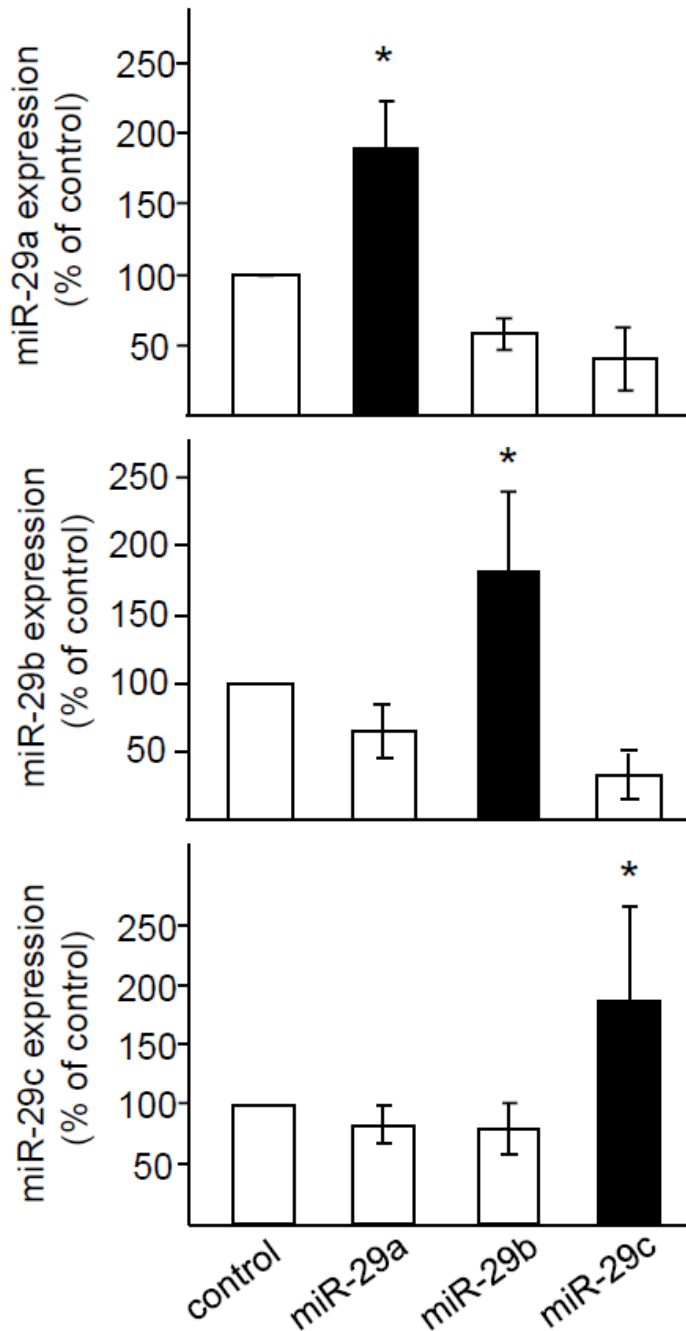 miR-29a expression
(% of control)
250
200
150
100
50
*
miR-29b expression
(% of control)
250
200
150
100
50
*
miR-29c expression
(% of control)
250
200
150
100
50
*
control
miR-29a
miR-29b
miR-29c